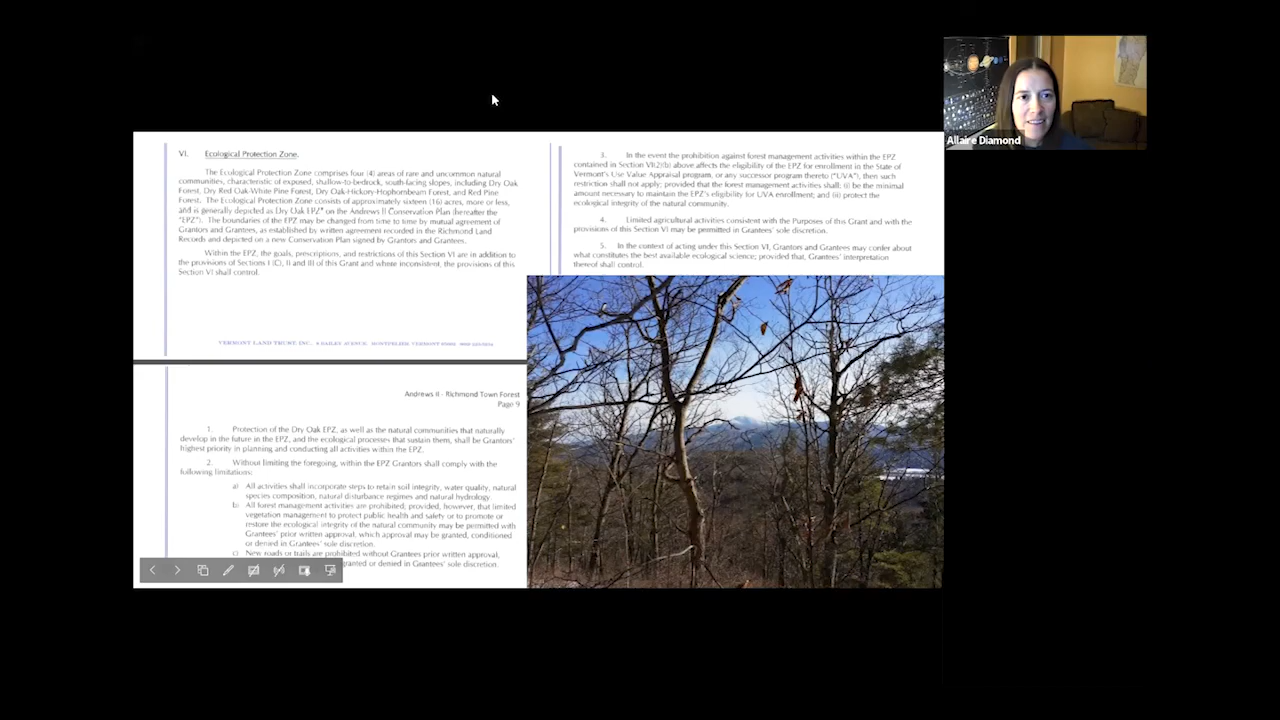 VI. Ecological Protection Zone.
The Ecological Protection Zone comprises four (4) areas of rare and uncommon natural
communities, characteristic of exposed, shallow-to-bedrock, south-facing slopes, including Dry Oak
Forest, Dry Red Oak-White Pine Forest, Dry Oak-Hickory-Hophornbeam Forest, and Red Pine
Forest. The Ecological Protection Zone consists of approximately sixteen (16) acres, more or less,
and is generally depicted as Dry Oak EPZ" on the Andrews II Conservation Plan (hereafter the
"EPZ"). The boundaries of the EPZ may be changed from time to time by mutual agreement of
Grantors and Grantees, as established by written agreement recorded in the Richmond Land
Records and depicted on a new Conservation Plan signed by Grantors and Grantees.
Within the EPZ, the goals, prescriptions, and restrictions of this Section VI are in addition to
the provisions of Sections I (C), II and III of this Grant and where inconsistent, the provisions of this
Section VI shall control.
VERMONT LAND TRUST, INC. 8 BAILEY AVENUE, MONTPELIER, VERMONT
Andrews II - Richmond Town Forest
Page 9
1. Protection of the Dry Oak EPZ, as well as the natural communities that naturally
develop in the future in the EPZ, and the ecological processes that sustain them, shall be Grantors'
highest priority in planning and conducting all activities within the EPZ.
2. Without limiting the foregoing, within the EPZ Grantors shall comply with the
following limitations:
a) All activities shall incorporate steps to retain soil integrity, water quality, natural
species composition, natural disturbance regimes and natural hydrology.
b) All forest management activities are prohibited; provided, however, that limited
vegetation management to protect public health and safety or to promote or
restore the ecological integrity of the natural community may be permitted with
Grantees' prior written approval, which approval may be granted, conditioned
or denied in Grantees' sole discretion.
c) New roads or trails are prohibited without Grantees prior written approval,
granted or denied in Grantees' sole discretion.
3. In the event the prohibition against forest management activities within the EPZ
contained in Section VI(2)(b) above affects the eligibility of the EPZ for enrollment in the State of
Vermont's Use Value Appraisal program, or any successor program thereto ("UVA"), then such
restriction shall not apply; provided that the forest management activities shall: (i) be the minimal
amount necessary to maintain the EPZ's eligibility for UVA enrollment; and (ii) protect the
ecological integrity of the natural community.
4. Limited agricultural activities consistent with the Purposes of this Grant and with the
provisions of this Section VI may be permitted in Grantees' sole discretion.
5. In the context of acting under this Section VI, Grantors and Grantees may confer about
what constitutes the best available ecological science; provided that, Grantees' interpretation
thereof shall control.
Allaire Diamond